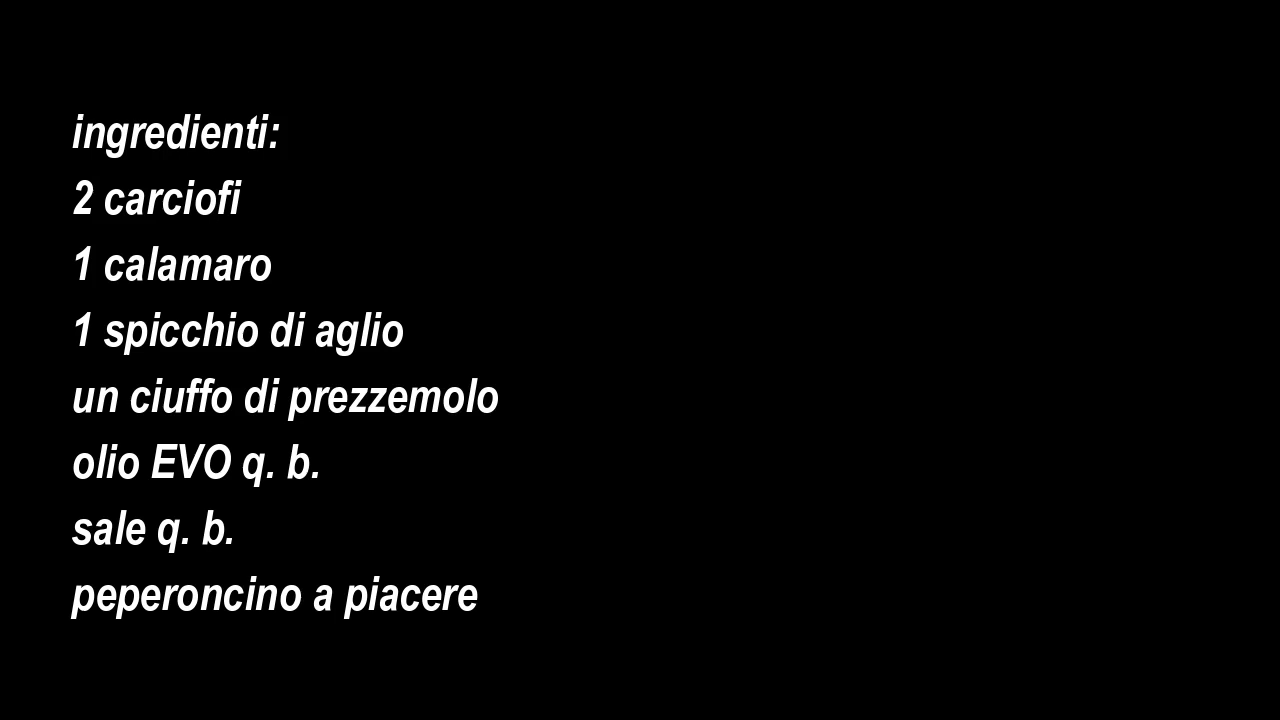 ingredienti:
2 carciofi
1 calamaro
1 spicchio di aglio
un ciuffo di prezzemolo
olio EVO q. b.
sale q. b.
peperoncino a piacere